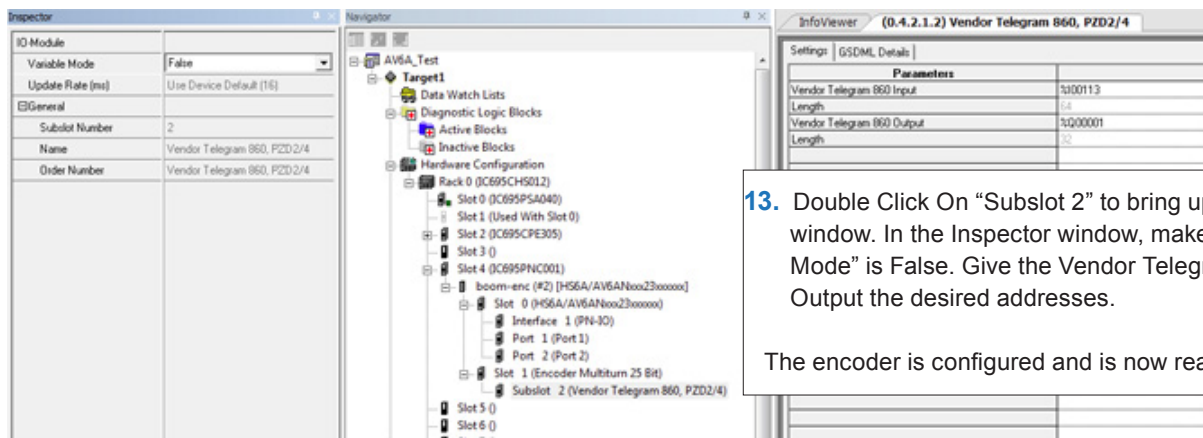 Inspector
IO-Module
Variable Mode False
Update Rate (ms) Use Device Default (16)
General
Subslot Number 2
Name Vendor Telegram 860, PZD2/4
Order Number Vendor Telegram 860, PZD2/4
Navigator
AV6A_Test
Target1
Data Watch Lists
Diagnostic Logic Blocks
Active Blocks
Inactive Blocks
Hardware Configuration
Rack 0 (IC695CHS012)
Slot 0 (IC695PSA040)
Slot 1 (Used With Slot 0)
Slot 2 (IC695CPE305)
Slot 3 ()
Slot 4 (IC695PNC001)
boom-enc (#2) [HS6A/AV6ANxxx23xxxxxx]
Slot 0 (HS6A/AV6ANxxx23xxxxxx)
Interface 1 (PN-IO)
Port 1 (Port 1)
Port 2 (Port 2)
Slot 1 (Encoder Multiturn 25 Bit)
Subslot 2 (Vendor Telegram 860, PZD2/4)
Slot 5 ()
Slot 6 ()
InfoViewer (0.4.2.1.2) Vendor Telegram 860, PZD2/4
Settings GSDML Details
Parameters
Vendor Telegram 860 Input %I00113
Length 64
Vendor Telegram 860 Output %Q00001
Length 32
13. Double Click On “Subslot 2” to bring
window. In the Inspector window, make
Mode” is False. Give the Vendor
Output the desired addresses.
The encoder is configured and is now